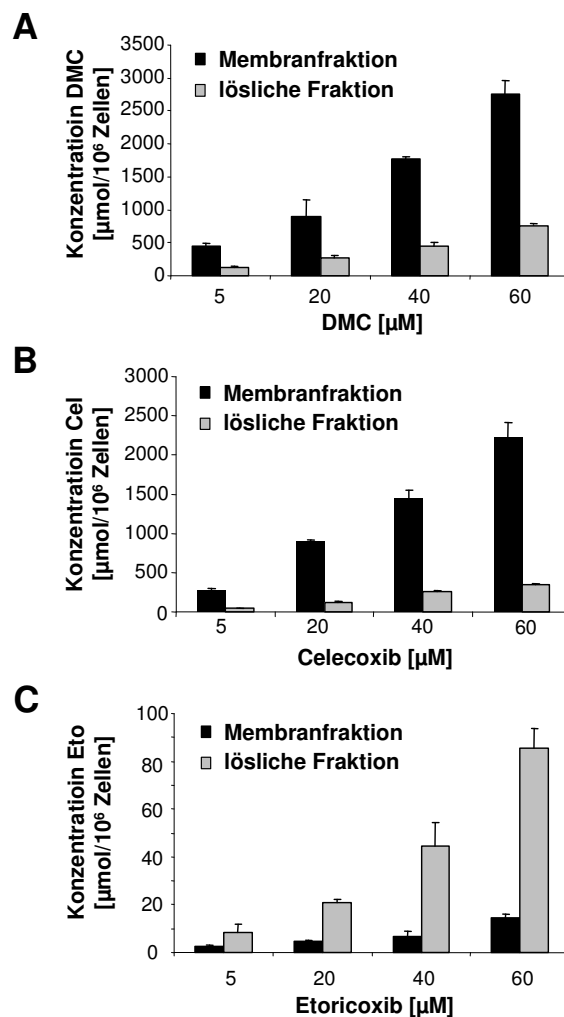 A
Konzentratioin DMC
[µmol/10⁶ Zellen]
3500
3000
2500
2000
1500
1000
500
0
Membranfraktion
lösliche Fraktion
5 20 40 60
DMC [µM]
B
Konzentratioin Cel
[µmol/10⁶ Zellen]
3000
2500
2000
1500
1000
500
0
Membranfraktion
lösliche Fraktion
5 20 40 60
Celecoxib [µM]
C
Konzentratioin Eto
[µmol/10⁶ Zellen]
100
80
60
40
20
0
Membranfraktion
lösliche Fraktion
5 20 40 60
Etoricoxib [µM]